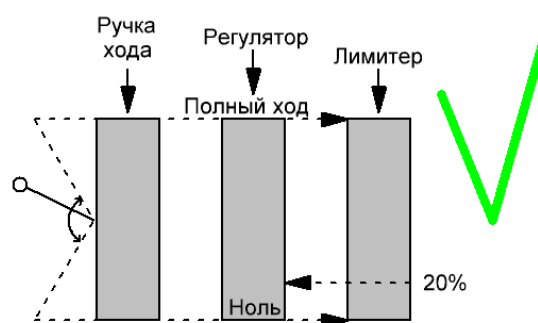 Ручка
хода
Регулятор
Лимитер
Полный ход
20%
Ноль